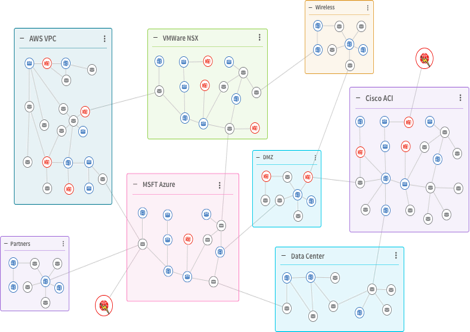 Wireless
AWS VPC
VMWare NSX
Cisco ACI
DMZ
MSFT Azure
Partners
Data Center